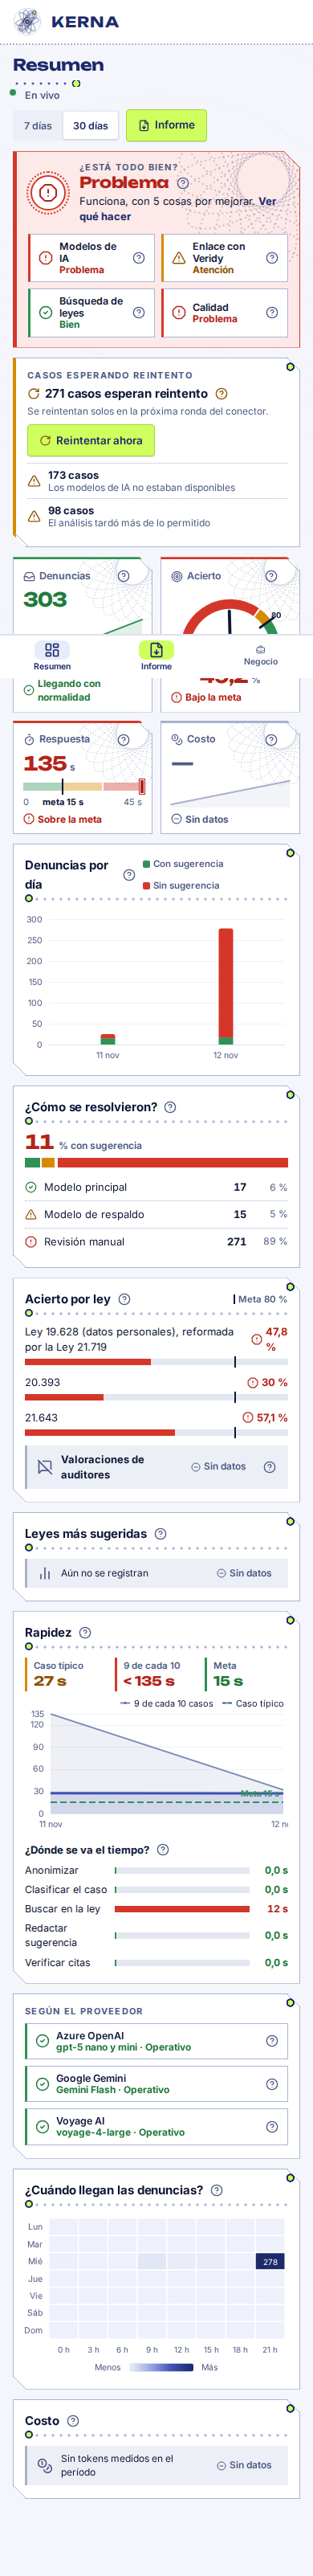 KERNA
Resumen
En vivo
7 días
30 días
Informe
¿ESTÁ TODO BIEN?
Problema
Funciona, con 5 cosas por mejorar. Ver
qué hacer
Modelos de
IA
Problema
Enlace con
Veridy
Atención
Búsqueda de
leyes
Bien
Calidad
Problema
CASOS ESPERANDO REINTENTO
271 casos esperan reintento
Se reintentan solos en la próxima ronda del conector.
Reintentar ahora
173 casos
Los modelos de IA no estaban disponibles
98 casos
El análisis tardó más de lo permitido
Denuncias
303
Acierto
80
Resumen
Informe
Negocio
Llegando con
normalidad
%
Bajo la meta
Respuesta
135 s
0 meta 15 s 45 s
Sobre la meta
Costo
—
Sin datos
Denuncias por
día
Con sugerencia
Sin sugerencia
300
250
200
150
100
50
0
11 nov 12 nov
¿Cómo se resolvieron?
11 % con sugerencia
Modelo principal 17 6 %
Modelo de respaldo 15 5 %
Revisión manual 271 89 %
Acierto por ley
Meta 80 %
Ley 19.628 (datos personales), reformada
por la Ley 21.719
47,8
%
20.393 30 %
21.643 57,1 %
Valoraciones de
auditores
Sin datos
Leyes más sugeridas
Aún no se registran
Sin datos
Rapidez
Caso típico
27 s
9 de cada 10
< 135 s
Meta
15 s
9 de cada 10 casos
Caso típico
135
120
90
60
30
0
Meta 15 s
11 nov 12 no
¿Dónde se va el tiempo?
Anonimizar 0,0 s
Clasificar el caso 0,0 s
Buscar en la ley 12 s
Redactar
sugerencia
0,0 s
Verificar citas 0,0 s
SEGÚN EL PROVEEDOR
Azure OpenAI
gpt-5 nano y mini · Operativo
Google Gemini
Gemini Flash · Operativo
Voyage AI
voyage-4-large · Operativo
¿Cuándo llegan las denuncias?
Lun
Mar
Mié
278
Jue
Vie
Sáb
Dom
0 h 3 h 6 h 9 h 12 h 15 h 18 h 21 h
Menos
Más
Costo
Sin tokens medidos en el
período
Sin datos